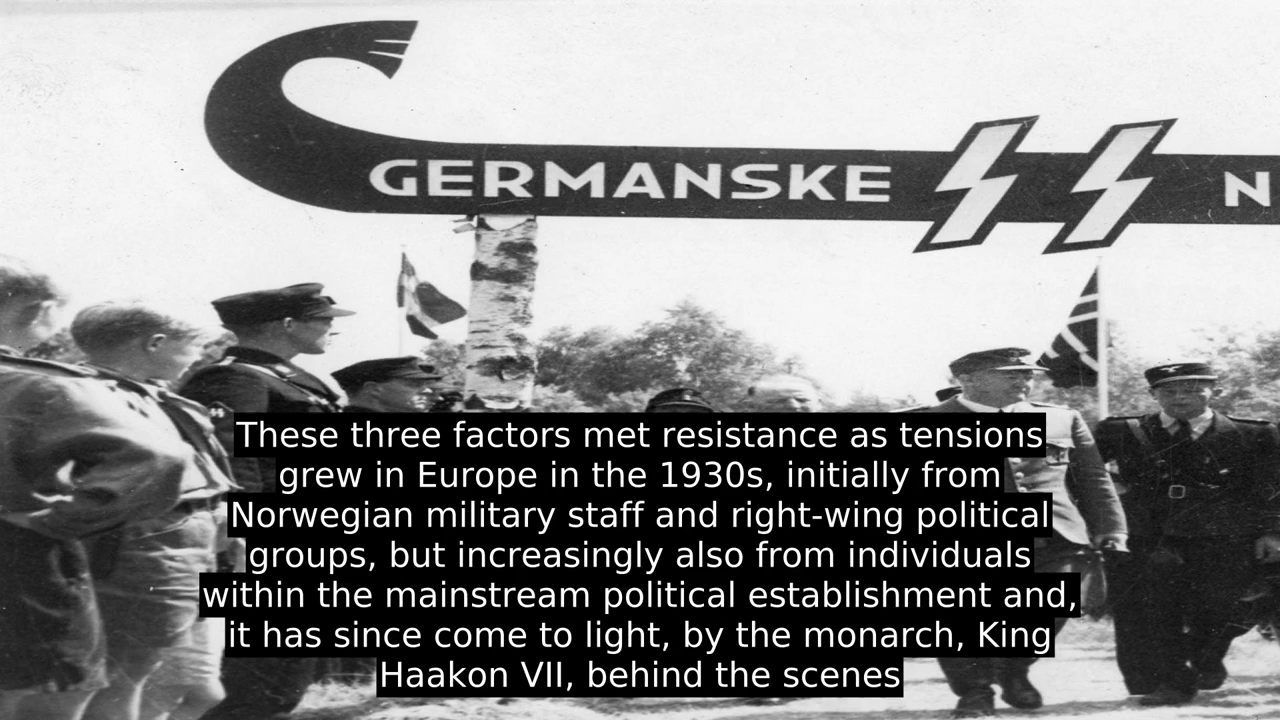 GERMANSKE SS N
These three factors met resistance as tensions
grew in Europe in the 1930s, initially from
Norwegian military staff and right-wing political
groups, but increasingly also from individuals
within the mainstream political establishment and,
it has since come to light, by the monarch, King
Haakon VII, behind the scenes